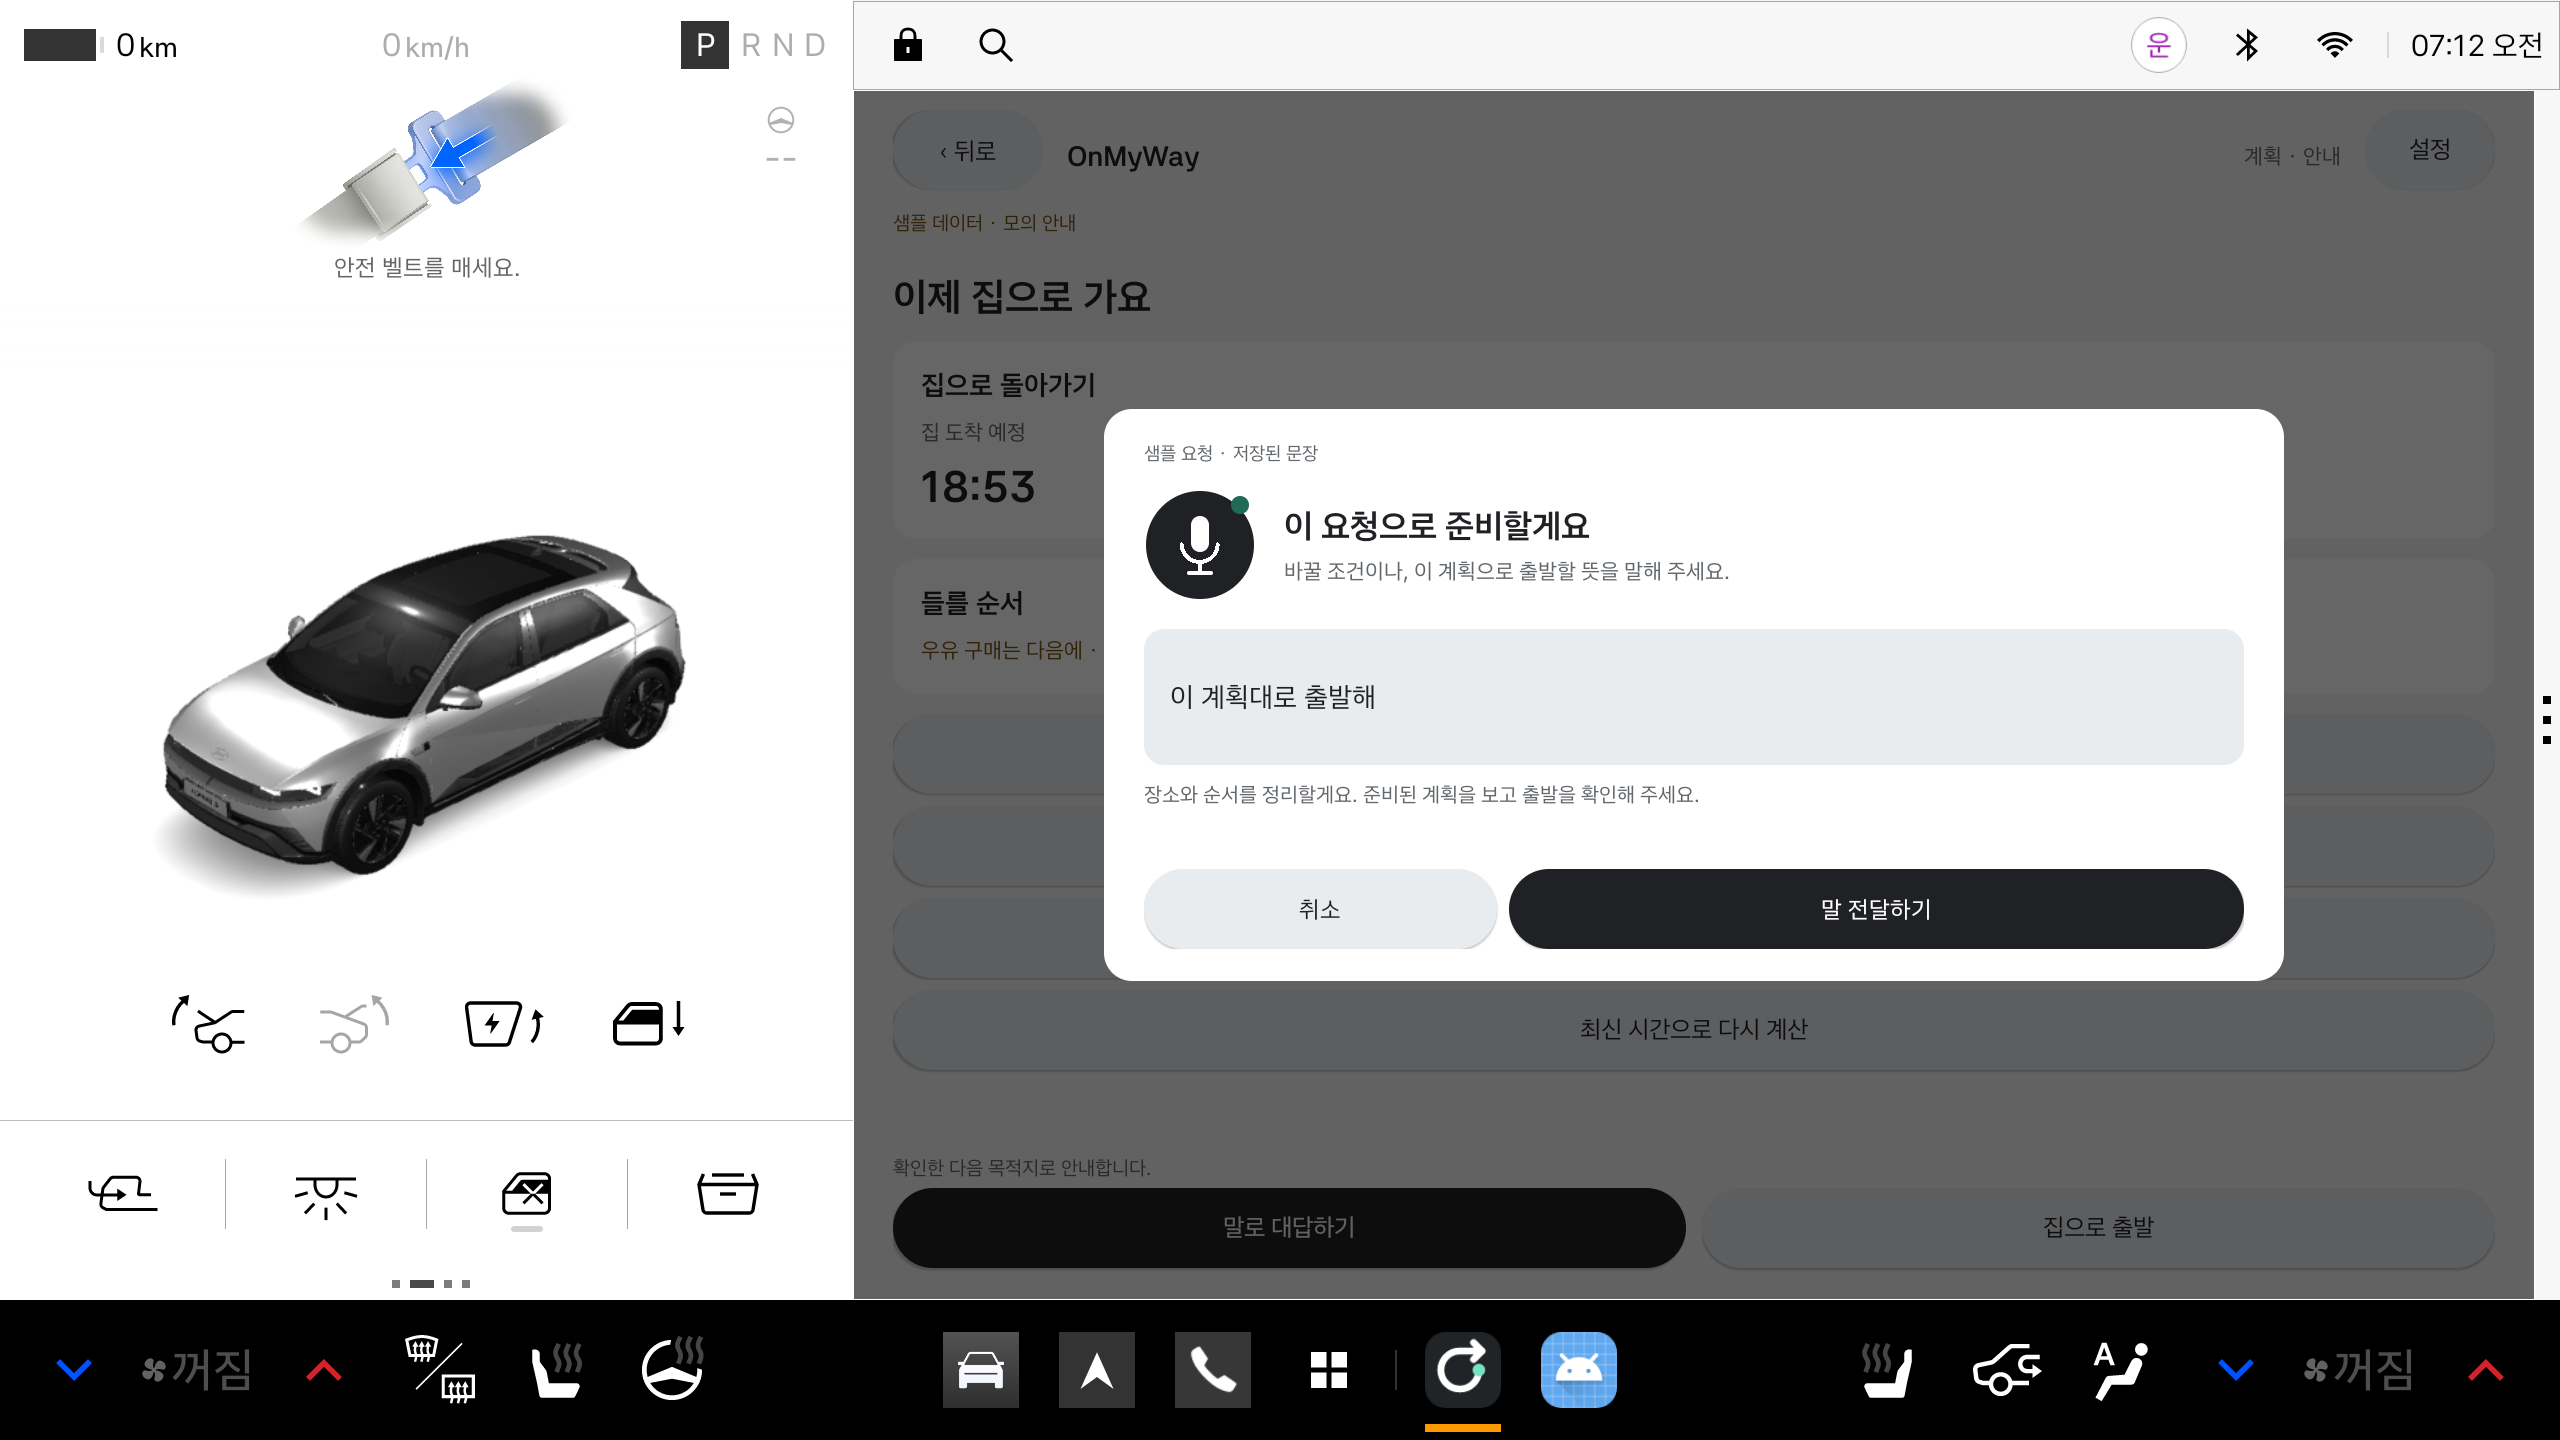 0 km
0 km/h
P R N D
안전 벨트를 매세요.
운
07:12 오전
‹ 뒤로
OnMyWay
계획 · 안내
설정
샘플 데이터 · 모의 안내
이제 집으로 가요
집으로 돌아가기
집 도착 예정
18:53
들를 순서
우유 구매는 다음에 ·
샘플 요청 · 저장된 문장
이 요청으로 준비할게요
바꿀 조건이나, 이 계획으로 출발할 뜻을 말해 주세요.
이 계획대로 출발해
장소와 순서를 정리할게요. 준비된 계획을 보고 출발을 확인해 주세요.
취소
말 전달하기
최신 시간으로 다시 계산
확인한 다음 목적지로 안내합니다.
말로 대답하기
집으로 출발
꺼짐
A
꺼짐